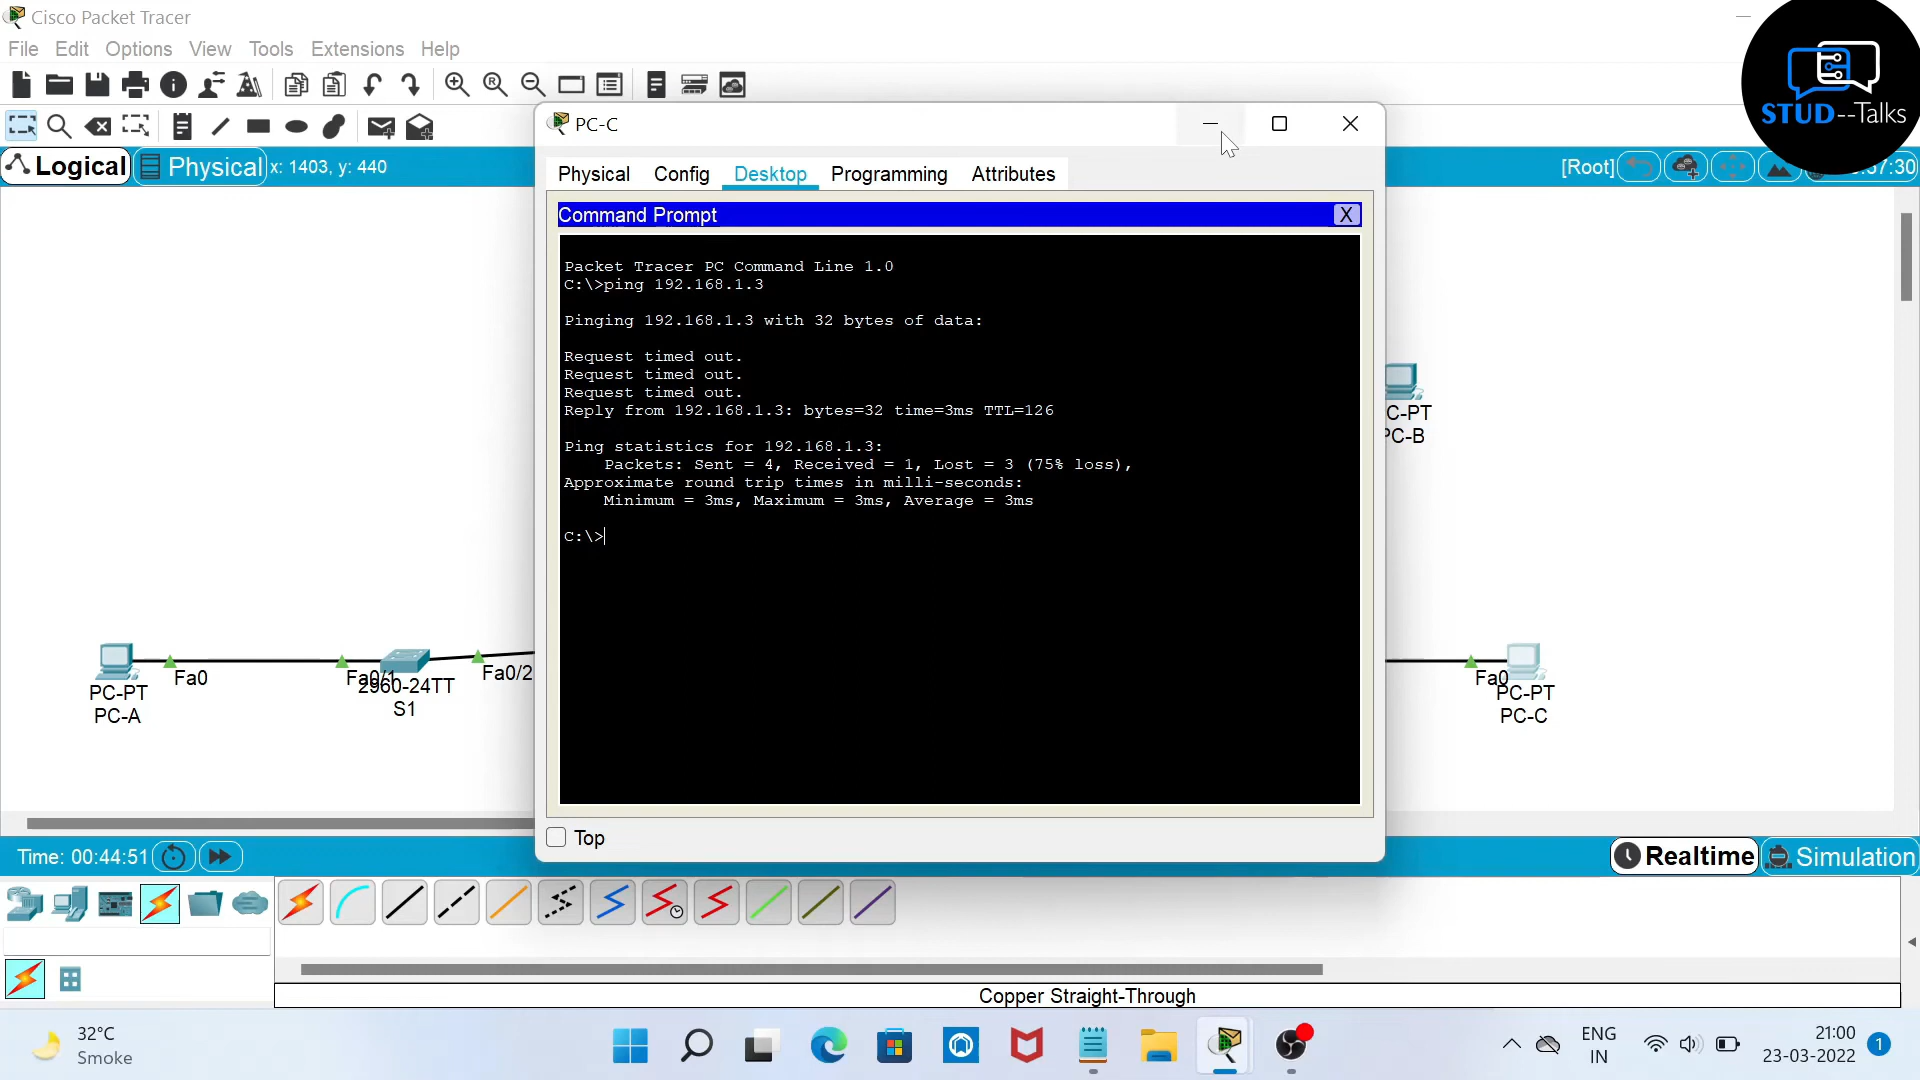 Cisco Packet Tracer
File Edit Options View Tools Extensions Help
STUD--Talks
PC-C
Logical Physical x: 1403, y: 440
[Root] :37:30
Physical Config Desktop Programming Attributes
Command Prompt X
Packet Tracer PC Command Line 1.0
C:\>ping 192.168.1.3
Pinging 192.168.1.3 with 32 bytes of data:
Request timed out.
Request timed out.
Request timed out.
Reply from 192.168.1.3: bytes=32 time=3ms TTL=126
Ping statistics for 192.168.1.3:
Packets: Sent = 4, Received = 1, Lost = 3 (75% loss),
Approximate round trip times in milli-seconds:
Minimum = 3ms, Maximum = 3ms, Average = 3ms
C:\>
C-PT
PC-B
Fa0
PC-PT
PC-A
Fa0/1
2960-24TT
S1
Fa0/2
Fa0
PC-PT
PC-C
Top
Time: 00:44:51
Realtime Simulation
Copper Straight-Through
32°C
Smoke
ENG
IN
21:00
23-03-2022
1